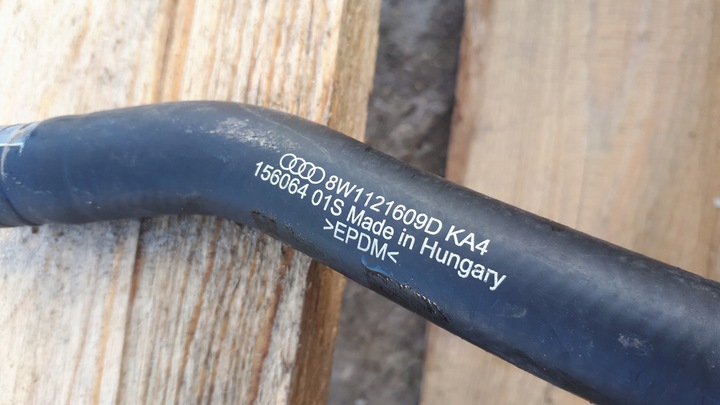 8W1121609D KA4
156064 01S Made in Hungary
>EPDM<